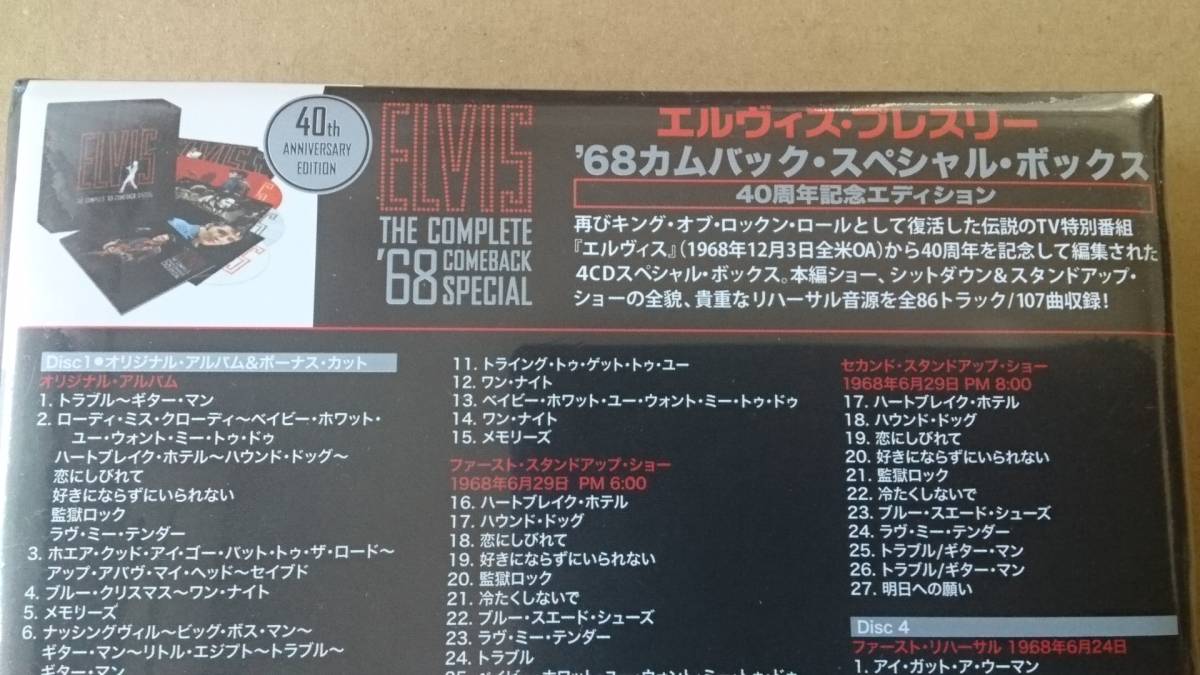 40th
ANNIVERSARY
EDITION
ELVIS
THE COMPLETE
'68 COMEBACK
SPECIAL
エルヴィス・プレスリー
'68カムバック・スペシャル・ボックス
40周年記念エディション
再びキング・オブ・ロックン・ロールとして復活した伝説のTV特別番組
『エルヴィス』(1968年12月3日全米OA)から40周年を記念して編集された
4CDスペシャル・ボックス。本編ショー、シットダウン&スタンドアップ・
ショーの全貌、貴重なリハーサル音源を全86トラック/107曲収録!
ELVIS
THE COMPLETE '68 COMEBACK SPECIAL
Disc1●オリジナル・アルバム&ボーナス・カット
オリジナル・アルバム
1. トラブル〜ギター・マン
2. ローディ・ミス・クローディ〜ベイビー・ホワット・
ユー・ウォント・ミー・トゥ・ドゥ
ハートブレイク・ホテル〜ハウンド・ドッグ〜
恋にしびれて
好きにならずにいられない
監獄ロック
ラヴ・ミー・テンダー
3. ホエア・クッド・アイ・ゴー・バット・トゥ・ザ・ロード〜
アップ・アバヴ・マイ・ヘッド〜セイブド
4. ブルー・クリスマス〜ワン・ナイト
5. メモリーズ
6. ナッシングヴィル〜ビッグ・ボス・マン〜
ギター・マン〜リトル・エジプト〜トラブル〜
ギター・マン
11. トライング・トゥ・ゲット・トゥ・ユー
12. ワン・ナイト
13. ベイビー・ホワット・ユー・ウォント・ミー・トゥ・ドゥ
14. ワン・ナイト
15. メモリーズ
ファースト・スタンドアップ・ショー
1968年6月29日 PM 6:00
16. ハートブレイク・ホテル
17. ハウンド・ドッグ
18. 恋にしびれて
19. 好きにならずにいられない
20. 監獄ロック
21. 冷たくしないで
22. ブルー・スエード・シューズ
23. ラヴ・ミー・テンダー
24. トラブル
25. ベイビー・ホワット・ユー・ウォント・ミー・トゥ・ドゥ
セカンド・スタンドアップ・ショー
1968年6月29日 PM 8:00
17. ハートブレイク・ホテル
18. ハウンド・ドッグ
19. 恋にしびれて
20. 好きにならずにいられない
21. 監獄ロック
22. 冷たくしないで
23. ブルー・スエード・シューズ
24. ラヴ・ミー・テンダー
25. トラブル/ギター・マン
26. トラブル/ギター・マン
27. 明日への願い
Disc 4
ファースト・リハーサル 1968年6月24日
1. アイ・ガット・ア・ウーマン